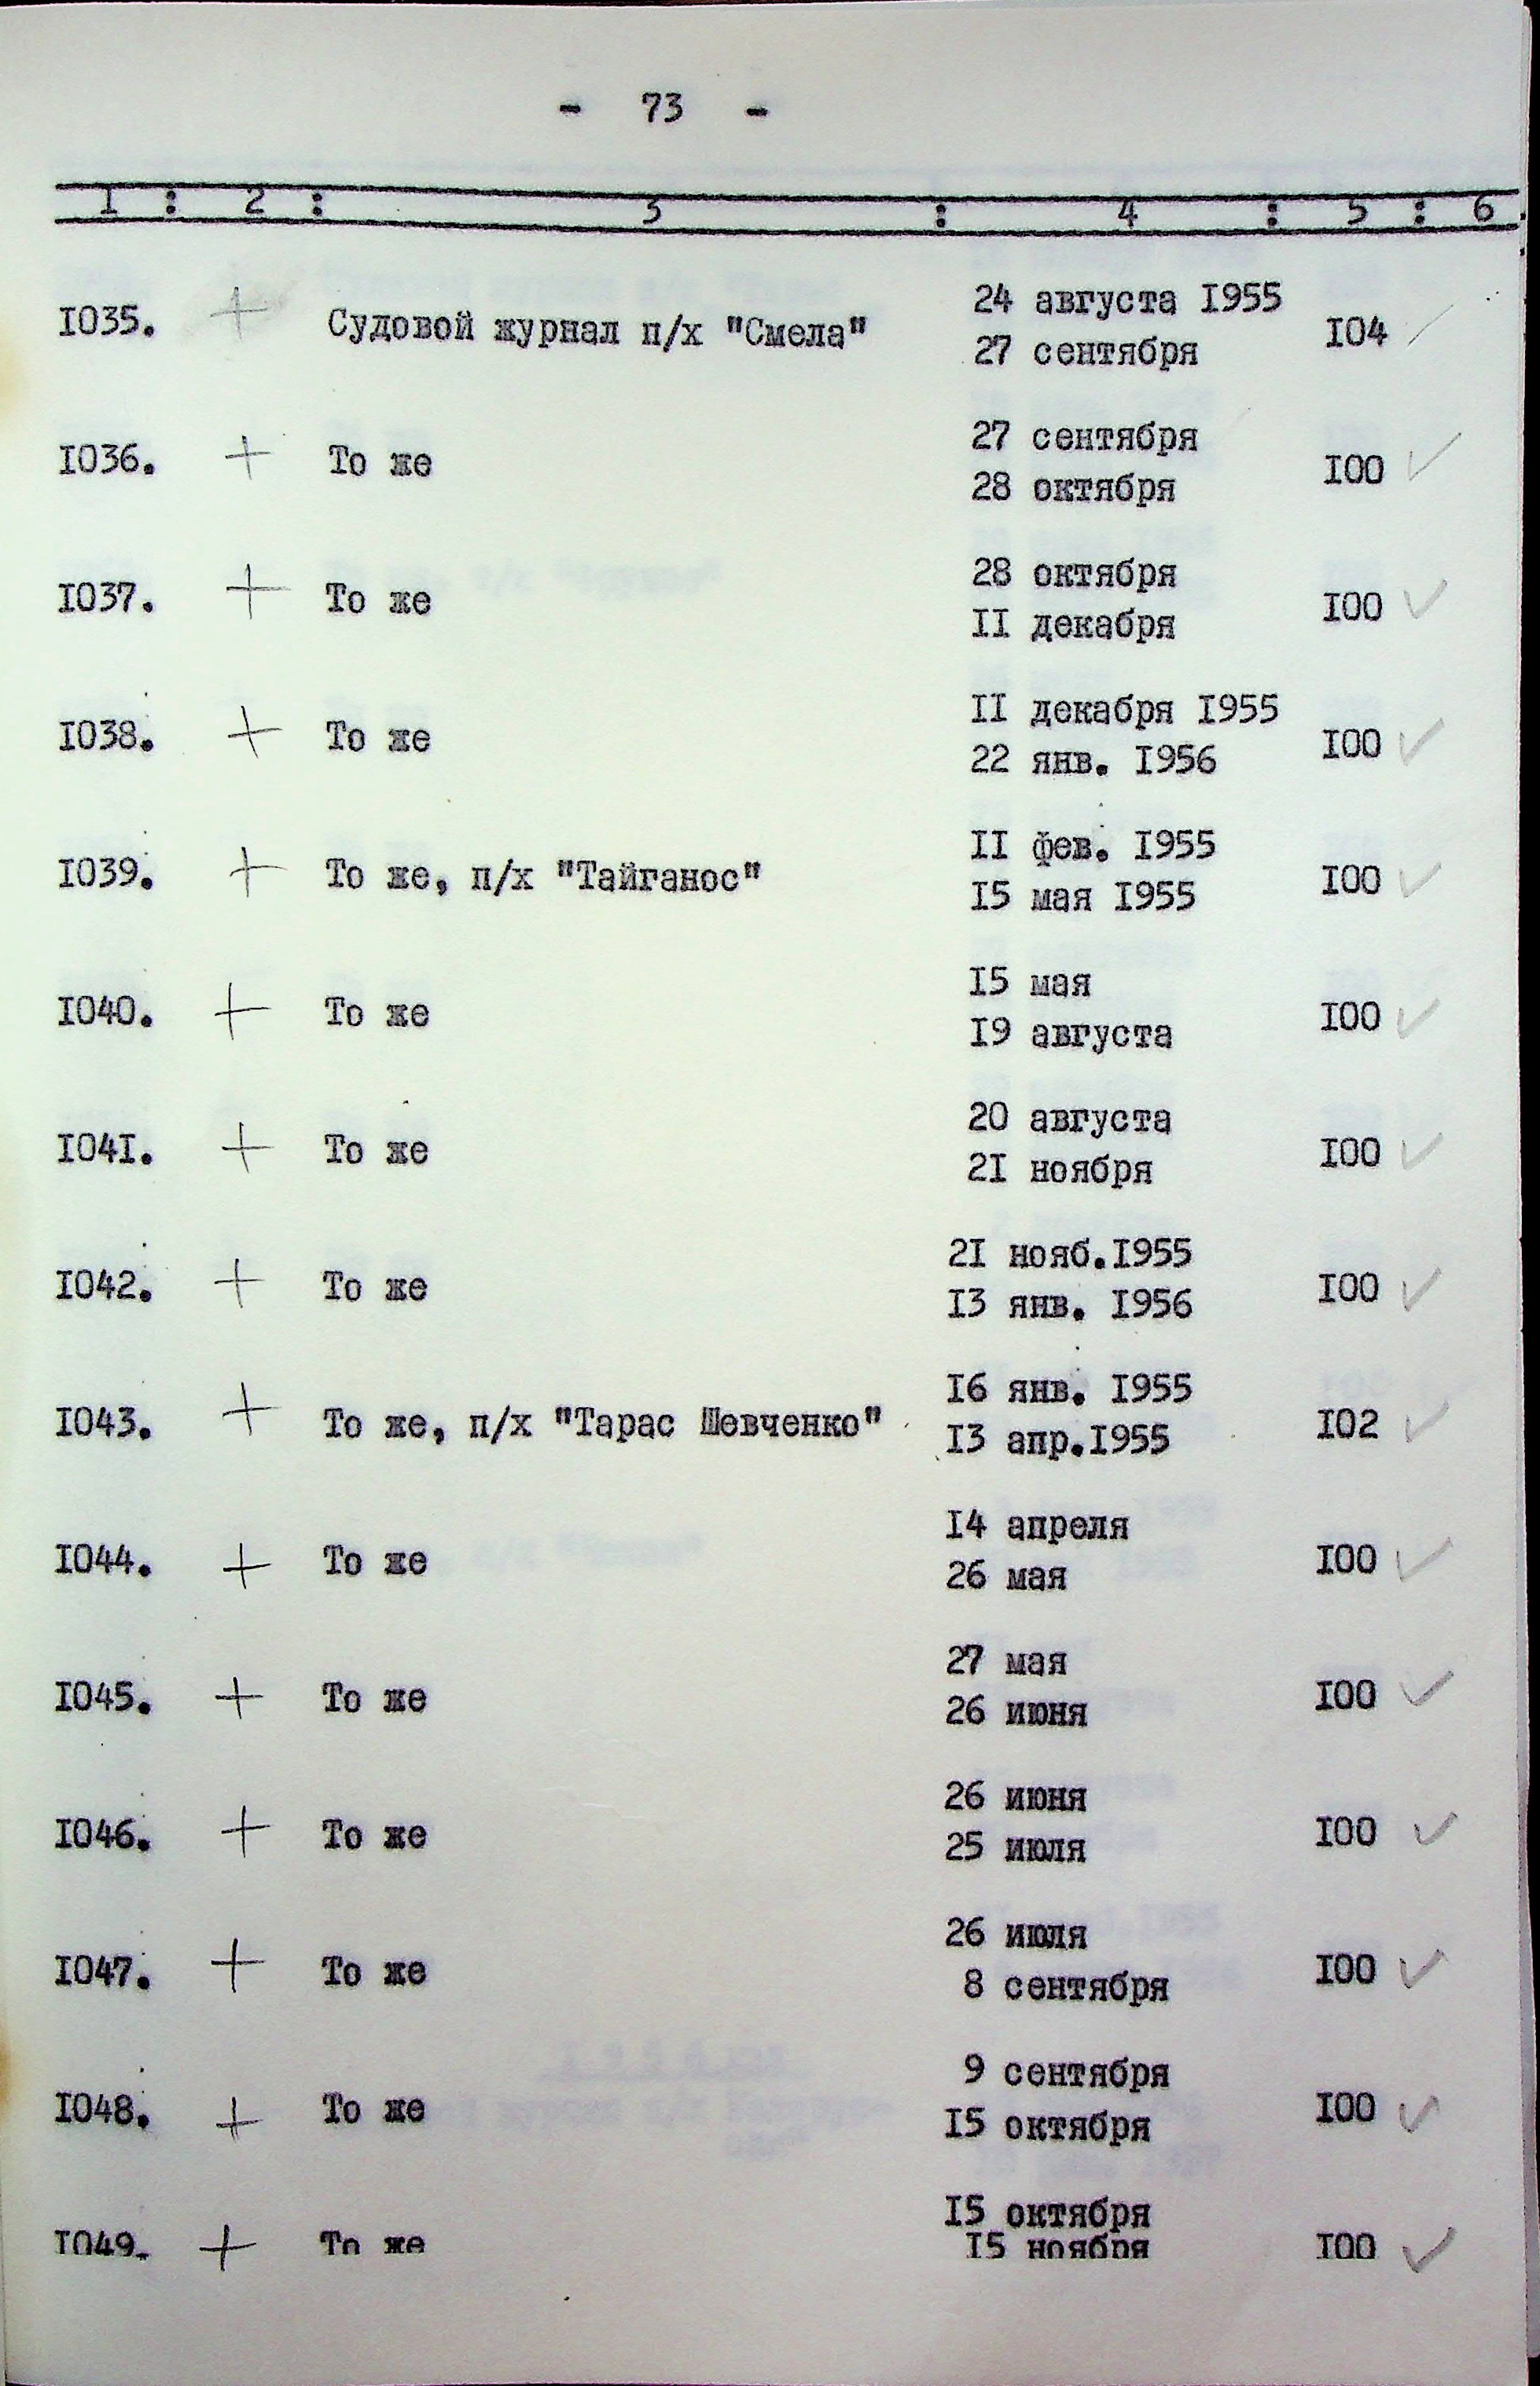 - 73 -
1 : 2 : 3 : 4 : 5 : 6
1035. + Судовой журнал п/х "Смела" 24 августа 1955 104
27 сентября
1036. + То же 27 сентября 100 ✓
28 октября
1037. + То же 28 октября 100 ✓
11 декабря
1038. + То же 11 декабря 1955 100 ✓
22 янв. 1956
1039. + То же, п/х "Тайганос" 11 фев. 1955 100 ✓
15 мая 1955
1040. + То же 15 мая 100 ✓
19 августа
1041. + То же 20 августа 100 ✓
21 ноября
1042. + То же 21 нояб.1955 100 ✓
13 янв. 1956
1043. + То же, п/х "Тарас Шевченко" 16 янв. 1955 102 ✓
13 апр.1955
1044. + То же 14 апреля 100 ✓
26 мая
1045. + То же 27 мая 100 ✓
26 июня
1046. + То же 26 июня 100 ✓
25 июля
1047. + То же 26 июля 100 ✓
8 сентября
1048. + То же 9 сентября 100 ✓
15 октября
1049. + То же 15 октября 100 ✓
15 ноября